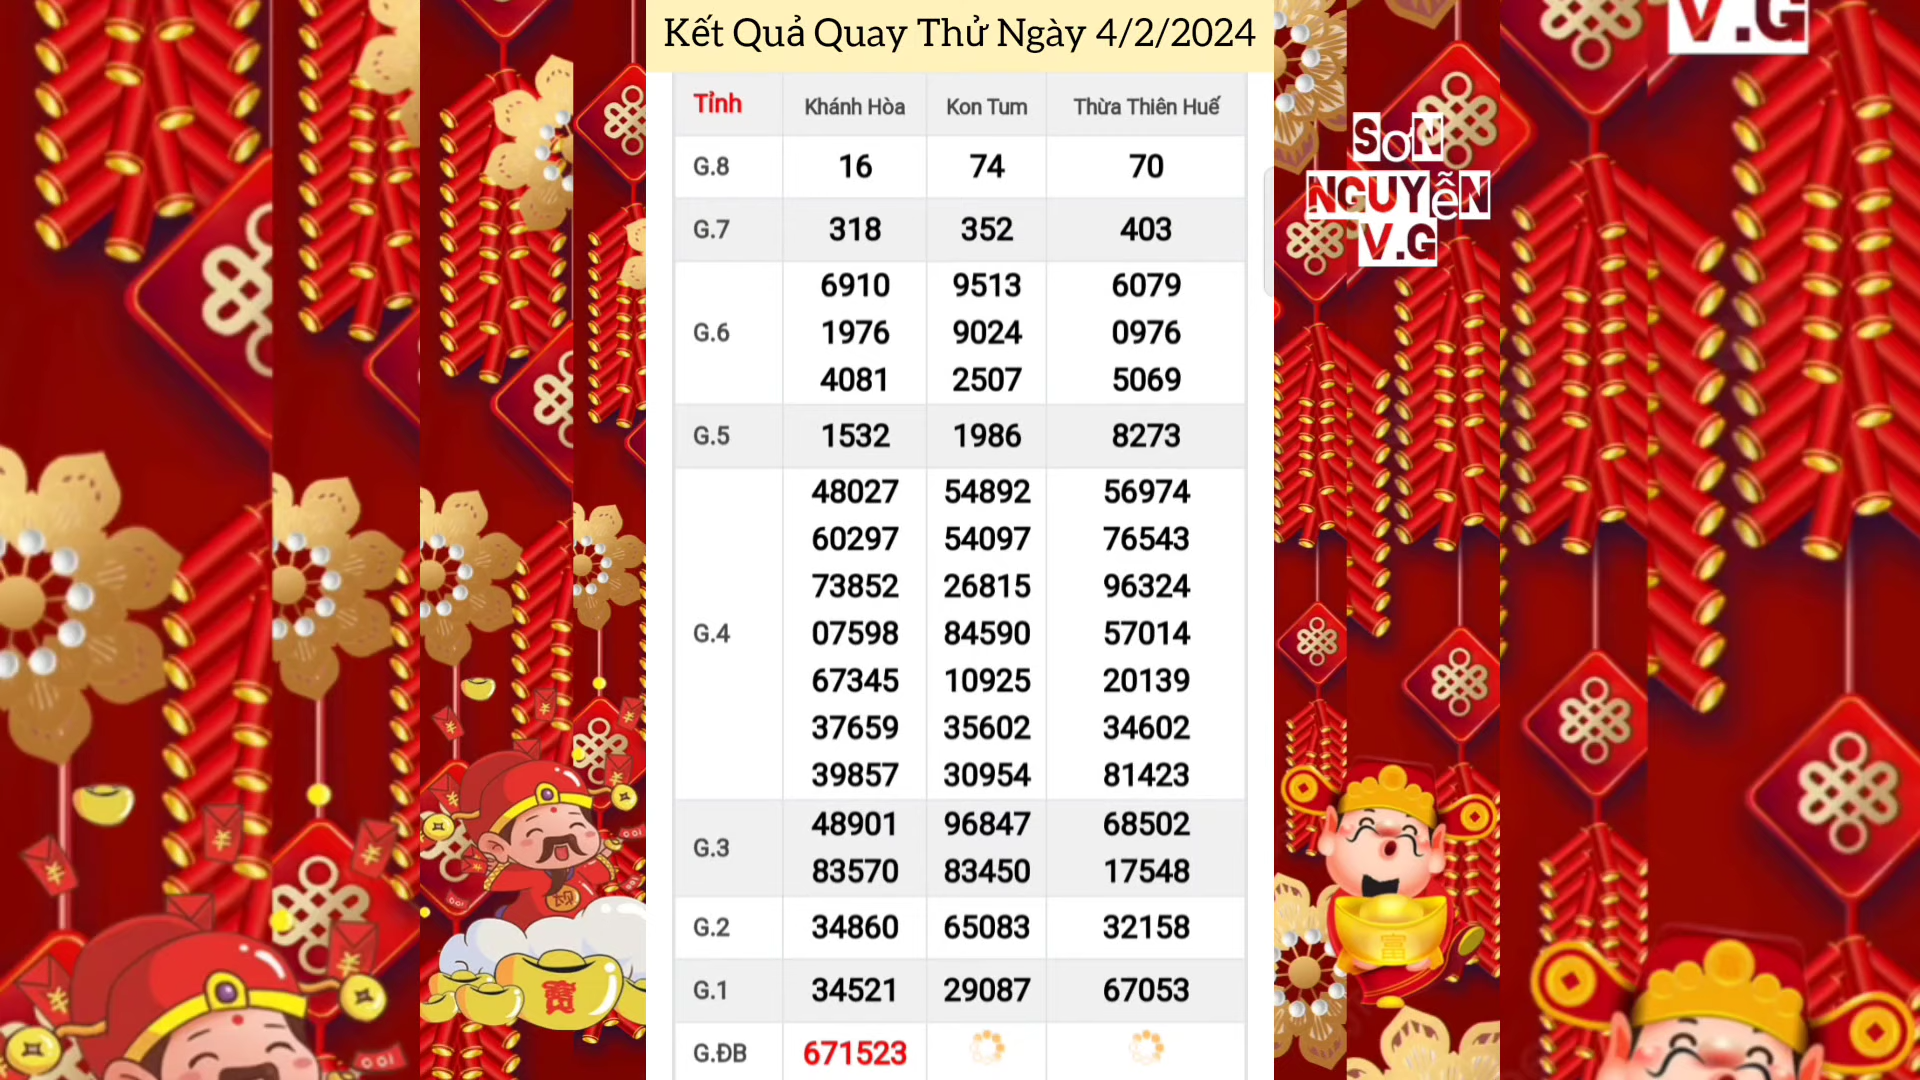 Kết Quả Quay Thử Ngày 4/2/2024
Tỉnh Khánh Hòa Kon Tum Thừa Thiên Huế
G.8 16 74 70
G.7 318 352 403
6910 9513 6079
G.6 1976 9024 0976
4081 2507 5069
G.5 1532 1986 8273
48027 54892 56974
60297 54097 76543
73852 26815 96324
G.4 07598 84590 57014
67345 10925 20139
37659 35602 34602
39857 30954 81423
G.3 48901 96847 68502
83570 83450 17548
G.2 34860 65083 32158
G.1 34521 29087 67053
G.ĐB 671523
V.G
SƠN
NGUYỄN
V.G
富